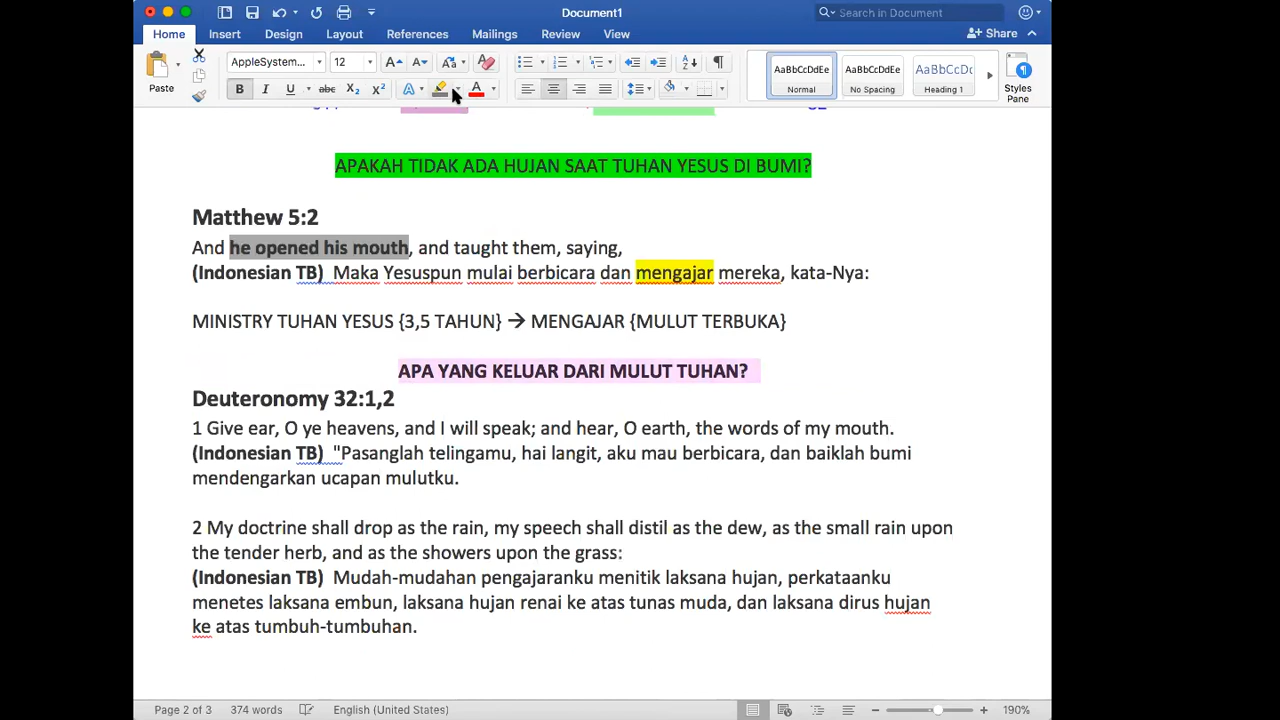 Document1
Search in Document
Home Insert Design Layout References Mailings Review View
Share
Paste
AppleSystem... 12
AaBbCcDdEe AaBbCcDdEe AaBbCcDc
Normal No Spacing Heading 1
Styles Pane
APAKAH TIDAK ADA HUJAN SAAT TUHAN YESUS DI BUMI?
Matthew 5:2
And he opened his mouth, and taught them, saying,
(Indonesian TB) Maka Yesuspun mulai berbicara dan mengajar mereka, kata-Nya:
MINISTRY TUHAN YESUS {3,5 TAHUN} → MENGAJAR {MULUT TERBUKA}
APA YANG KELUAR DARI MULUT TUHAN?
Deuteronomy 32:1,2
1 Give ear, O ye heavens, and I will speak; and hear, O earth, the words of my mouth.
(Indonesian TB) "Pasanglah telingamu, hai langit, aku mau berbicara, dan baiklah bumi
mendengarkan ucapan mulutku.
2 My doctrine shall drop as the rain, my speech shall distil as the dew, as the small rain upon
the tender herb, and as the showers upon the grass:
(Indonesian TB) Mudah-mudahan pengajaranku menitik laksana hujan, perkataanku
menetes laksana embun, laksana hujan renai ke atas tunas muda, dan laksana dirus hujan
ke atas tumbuh-tumbuhan.
Page 2 of 3 374 words English (United States) 190%